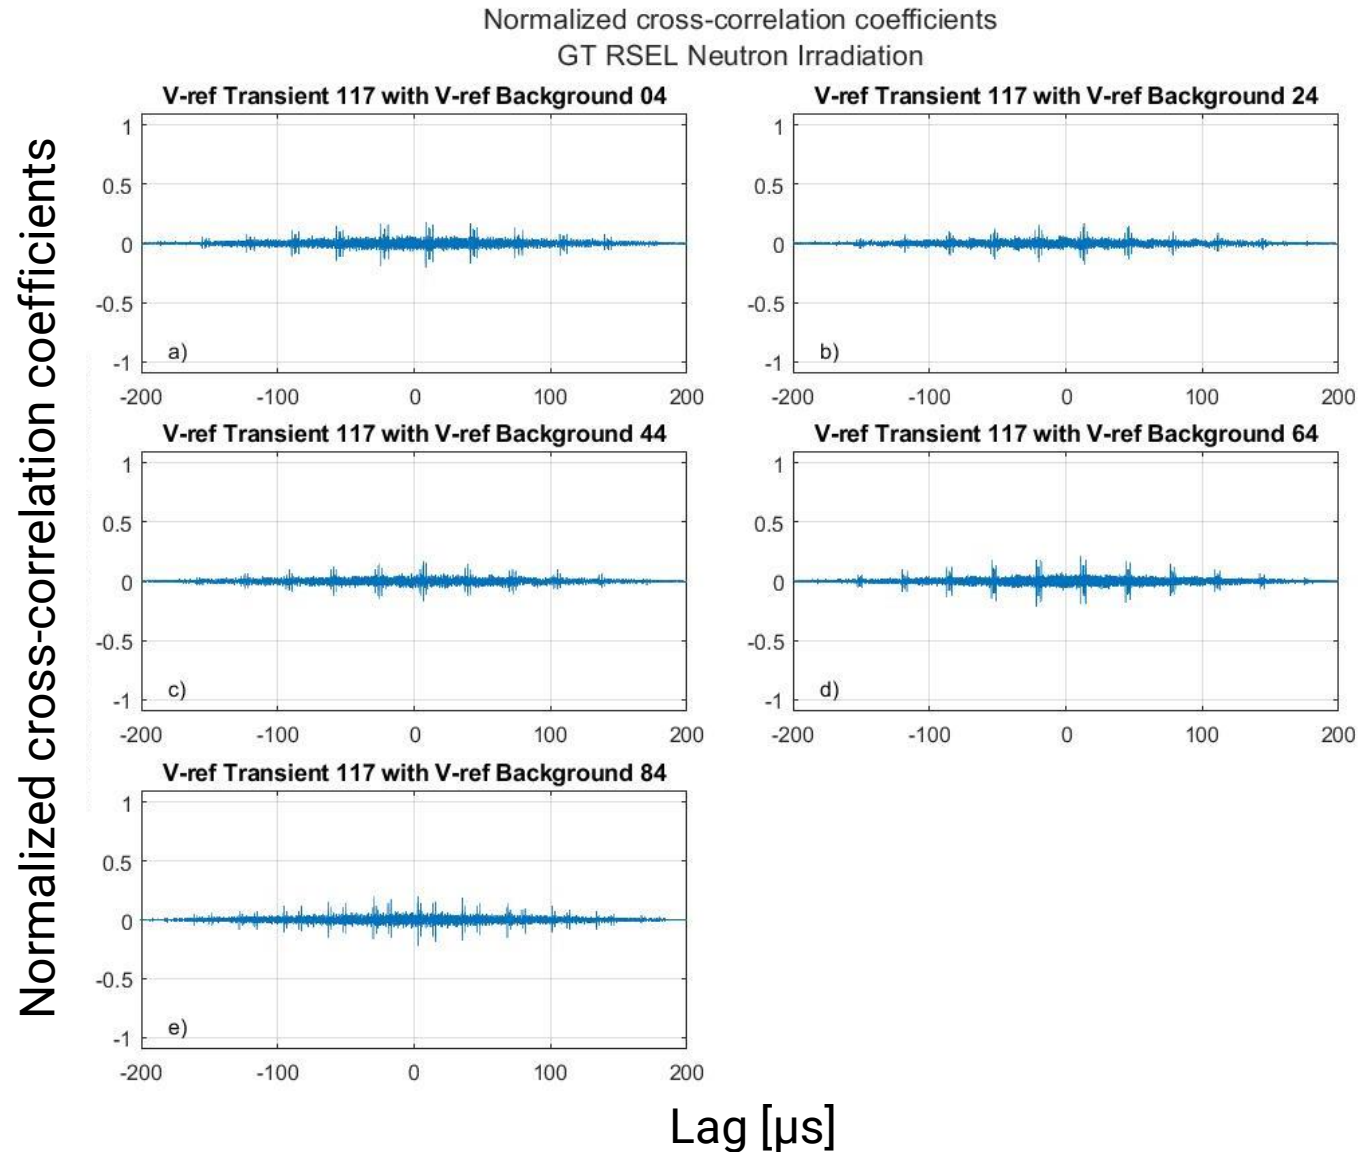 Normalized cross-correlation coefficients
GT RSEL Neutron Irradiation
Normalized cross-correlation coefficients
V-ref Transient 117 with V-ref Background 04
1
0.5
0
-0.5
-1
a)
-200 -100 0 100 200
V-ref Transient 117 with V-ref Background 24
1
0.5
0
-0.5
-1
b)
-200 -100 0 100 200
V-ref Transient 117 with V-ref Background 44
1
0.5
0
-0.5
-1
c)
-200 -100 0 100 200
V-ref Transient 117 with V-ref Background 64
1
0.5
0
-0.5
-1
d)
-200 -100 0 100 200
V-ref Transient 117 with V-ref Background 84
1
0.5
0
-0.5
-1
e)
-200 -100 0 100 200
Lag [µs]